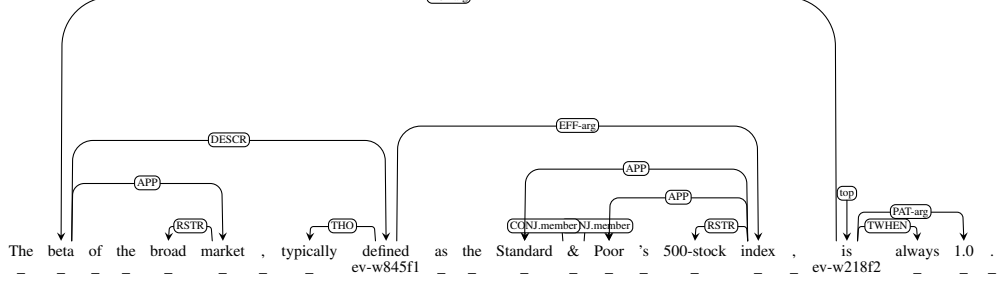 EFF-arg
DESCR
APP
APP
top
APP
PAT-arg
RSTR THO CONJ.member NJ.member RSTR TWHEN
The beta of the broad market , typically defined as the Standard & Poor 's 500-stock index , is always 1.0 .
_ _ _ _ _ _ _ _ ev-w845f1 _ _ _ _ _ _ _ _ _ ev-w218f2 _ _ _